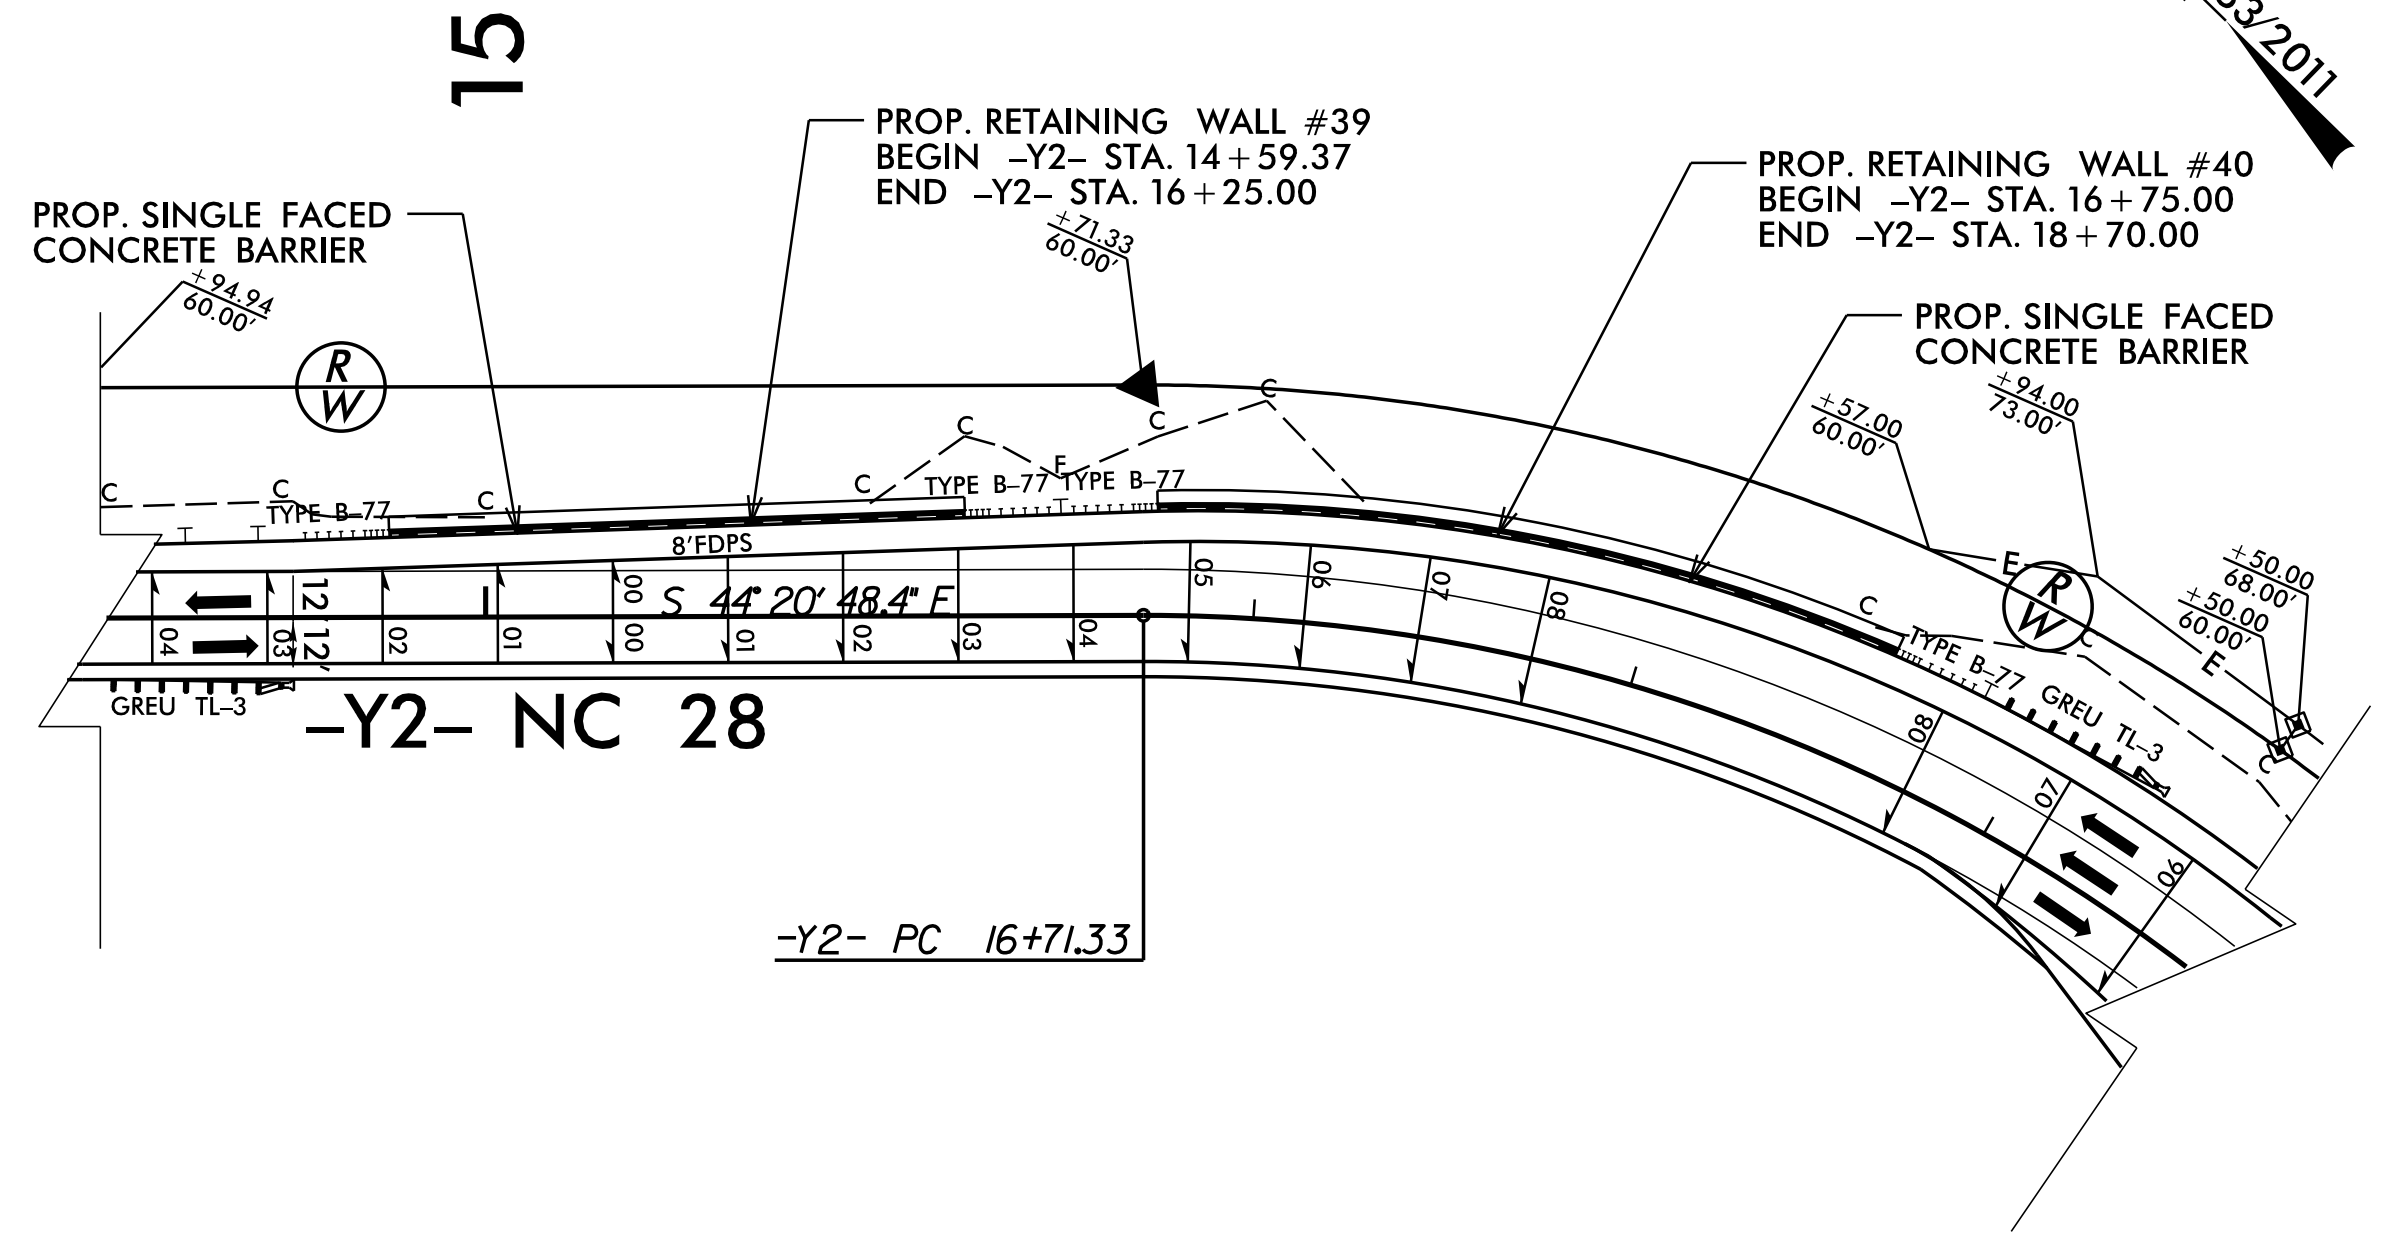 15
53/2011
PROP. RETAINING WALL #39
BEGIN -Y2- STA. 14+59.37
END -Y2- STA. 16+25.00
PROP. RETAINING WALL #40
BEGIN -Y2- STA. 16+75.00
END -Y2- STA. 18+70.00
PROP. SINGLE FACED
CONCRETE BARRIER
+94.94
60.00'
+71.33
60.00'
PROP. SINGLE FACED
CONCRETE BARRIER
+57.00
60.00'
+94.00
73.00'
+50.00
68.00'
+50.00
60.00'
R
W
C
C
C
C
C
F
C
C
TYPE B-77
TYPE B-77
TYPE B-77
8'FDPS
E
R
W
C
C
E
C
TYPE B-77
GREU TL-3
S 44° 20' 48.4" E
12'
12'
04
03
02
01
00
00
01
02
03
04
05
06
07
08
08
07
06
GREU TL-3
-Y2- NC 28
-Y2- PC 16+71.33